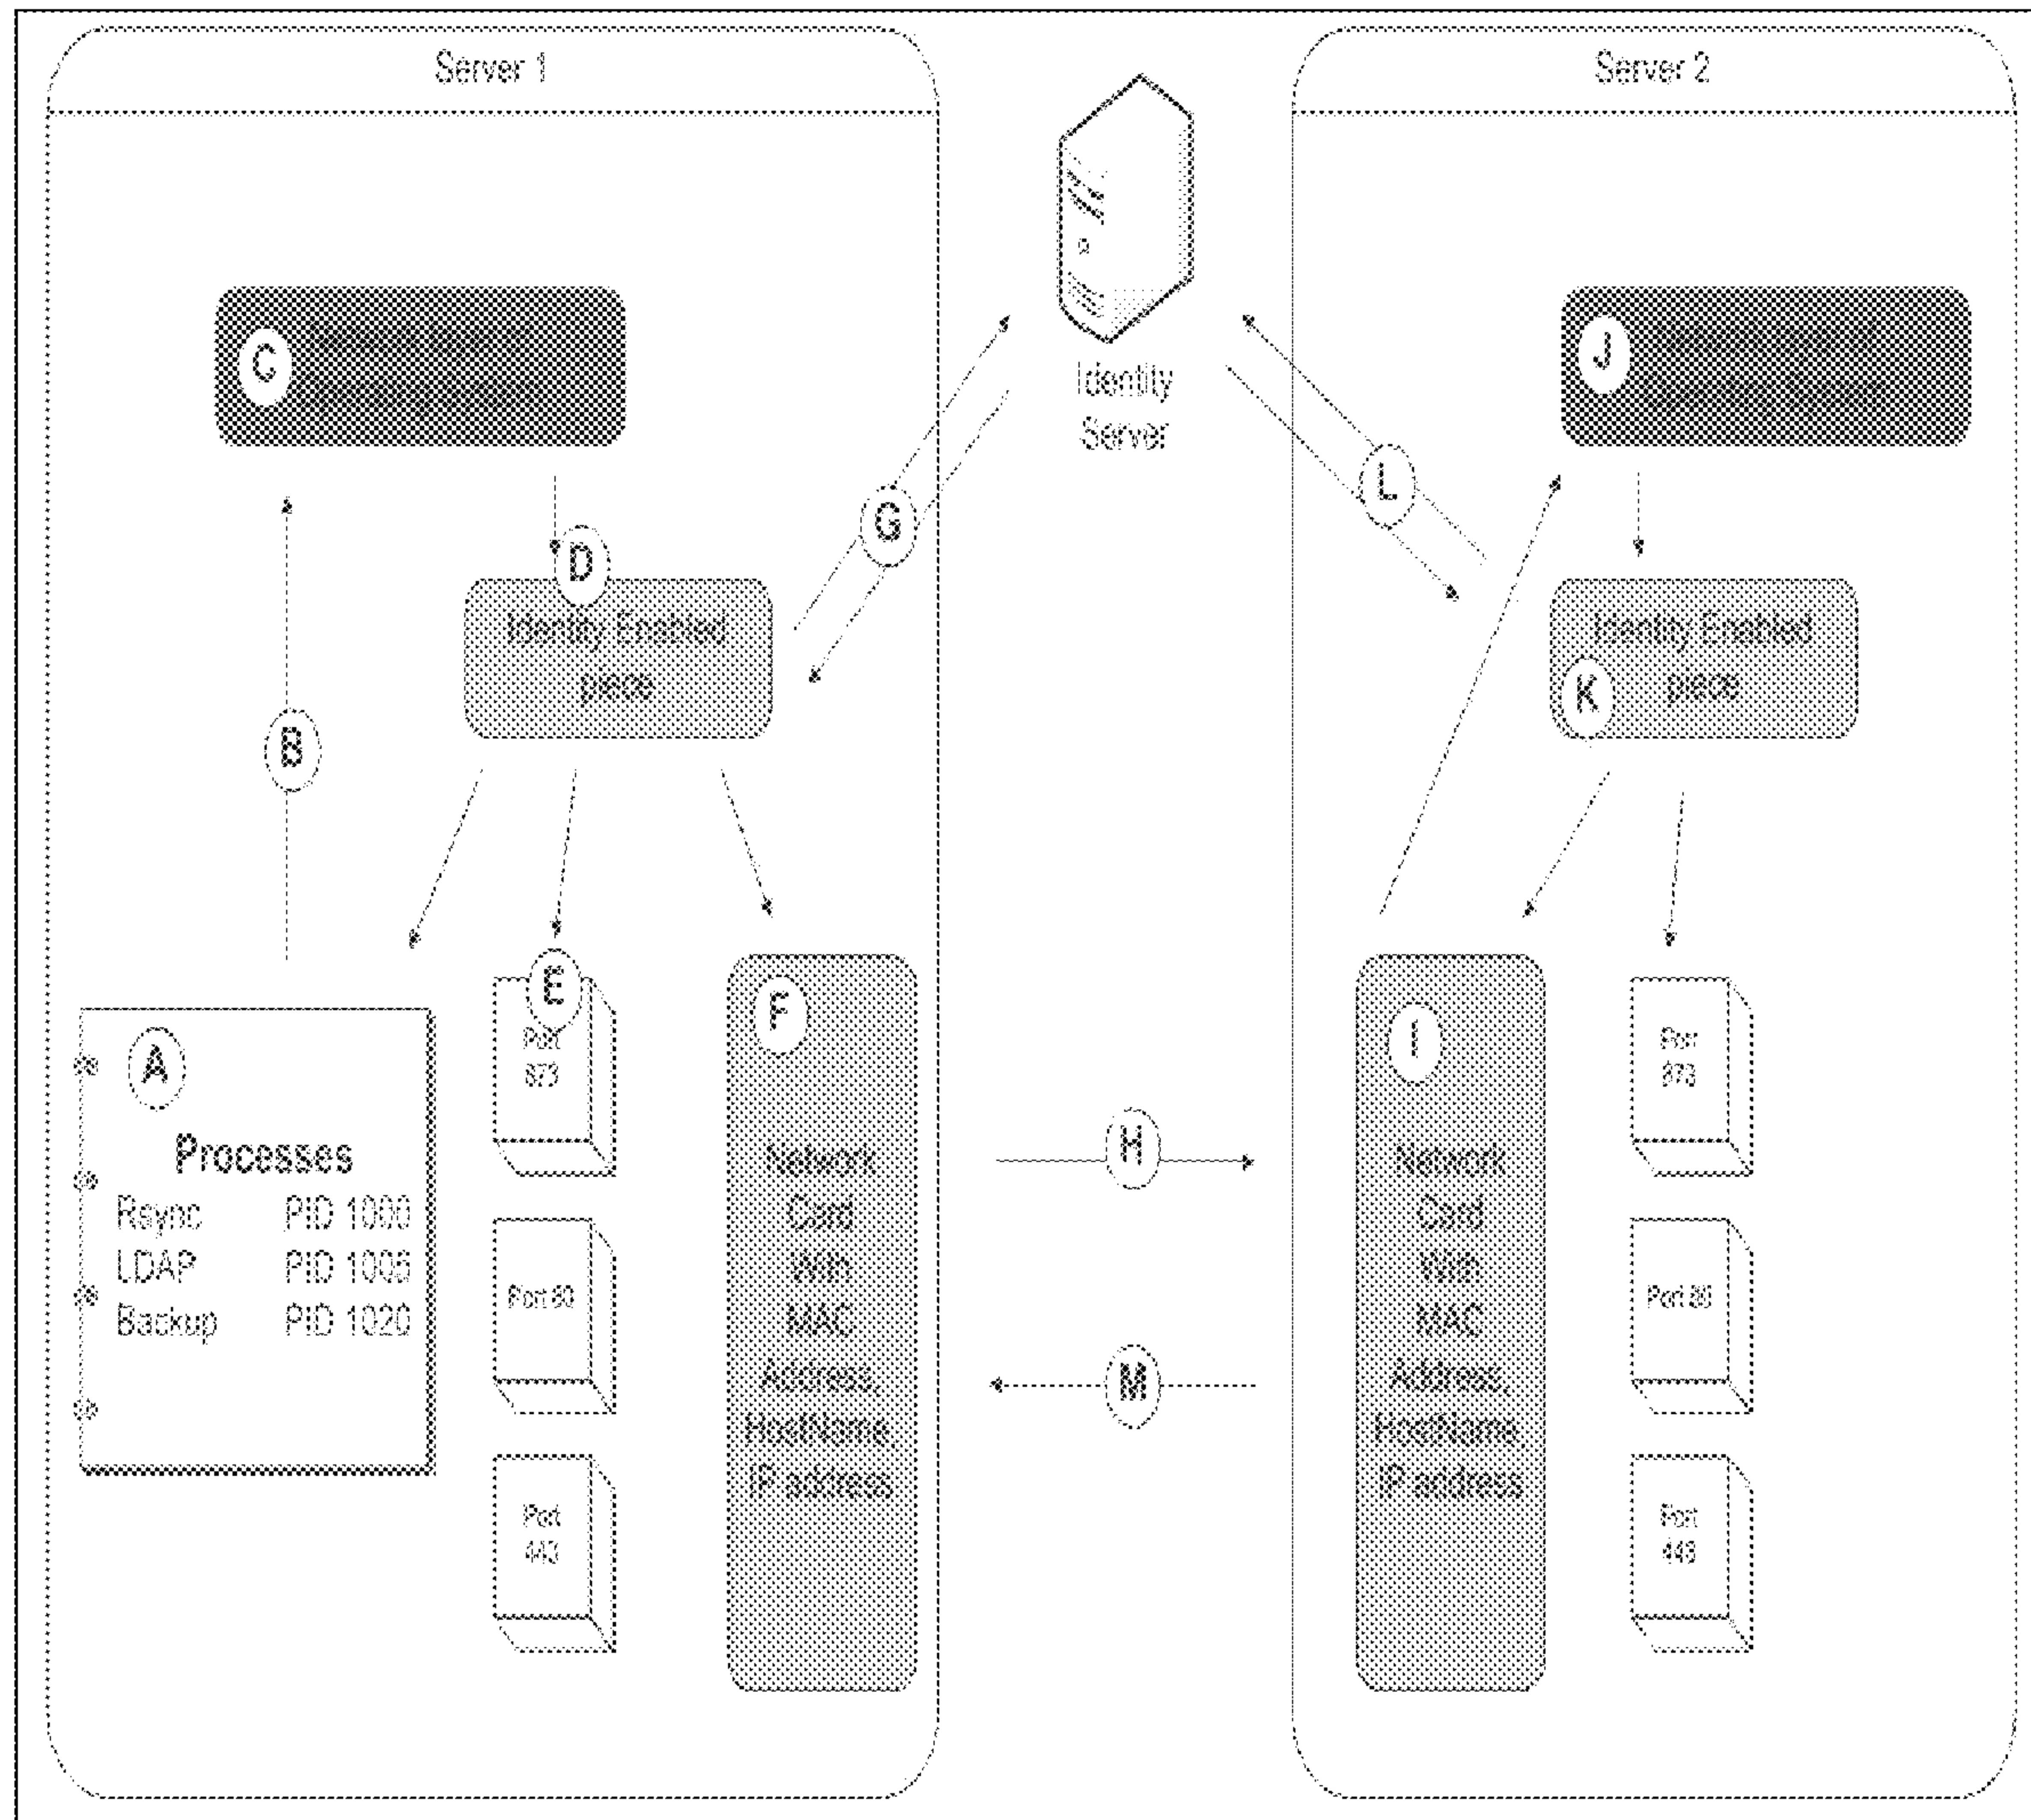 Server 1
Server 2
Identity
Server
C
J
L
G
D
Identity Enabled
piece
Identity Enabled
piece
K
B
E
Port
873
F
Network
Card
With
MAC
Address,
HostName,
IP address
A
Processes
Rsync PID 1000
LDAP PID 1005
Backup PID 1020
Port 80
Port
443
H
M
I
Network
Card
With
MAC
Address,
HostName,
IP address
Port
873
Port 80
Port
443